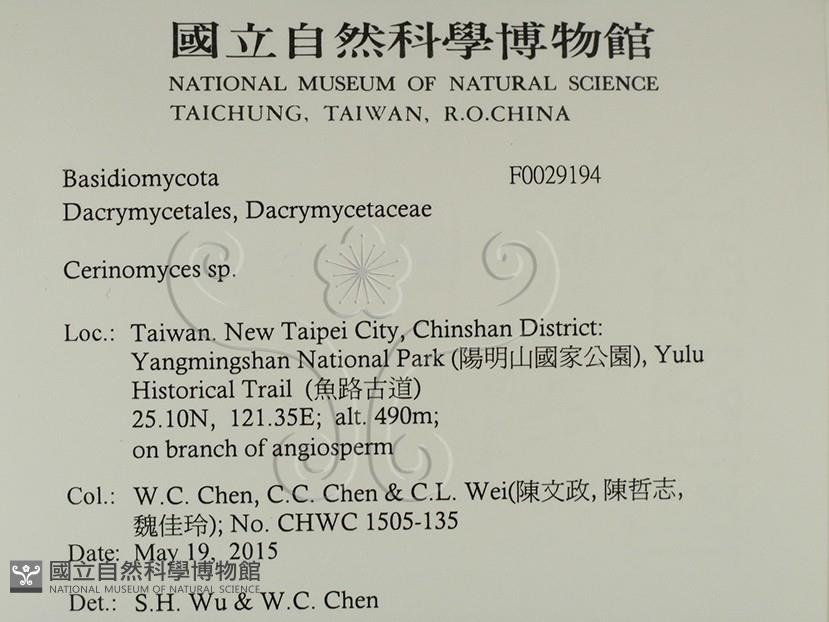 國立自然科學博物館
NATIONAL MUSEUM OF NATURAL SCIENCE
TAICHUNG, TAIWAN, R.O.CHINA
Basidiomycota F0029194
Dacrymycetales, Dacrymycetaceae
Cerinomyces sp.
Loc.: Taiwan. New Taipei City, Chinshan District:
Yangmingshan National Park (陽明山國家公園), Yulu
Historical Trail (魚路古道)
25.10N, 121.35E; alt. 490m;
on branch of angiosperm
Col.: W.C. Chen, C.C. Chen & C.L. Wei(陳文政, 陳哲志,
魏佳玲); No. CHWC 1505-135
Date: May 19, 2015
國立自然科學博物館
NATIONAL MUSEUM OF NATURAL SCIENCE
Det.: S.H. Wu & W.C. Chen